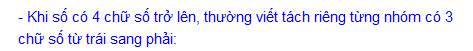 - Khi số có 4 chữ số trở lên, thường viết tách riêng từng nhóm có 3
chữ số từ trái sang phải: